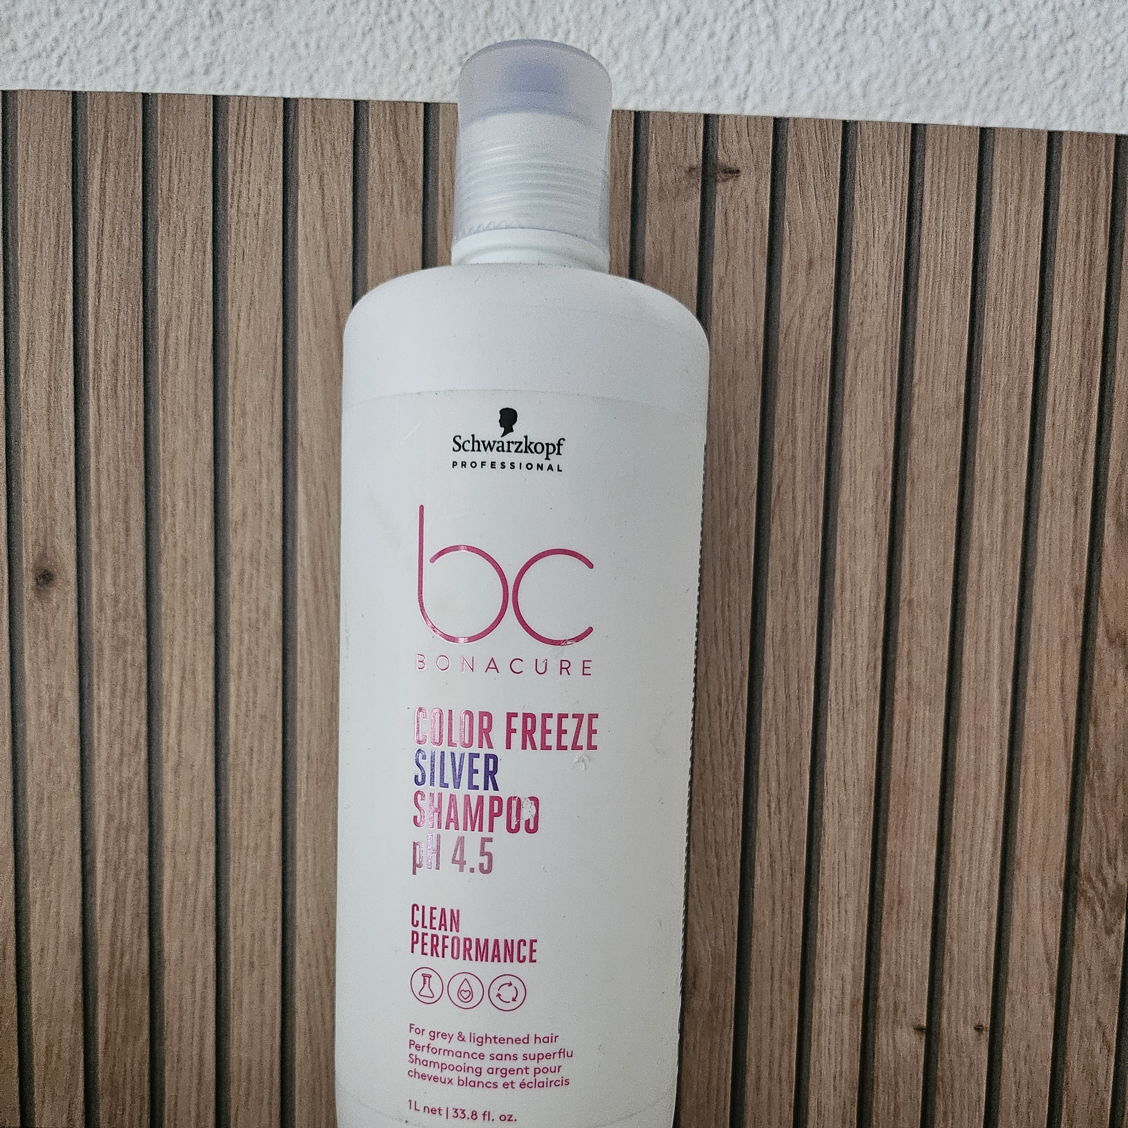 Schwarzkopf
PROFESSIONAL
bc
BONACURE
COLOR FREEZE
SILVER
SHAMPOO
pH 4.5
CLEAN
PERFORMANCE
For grey & lightened hair
Performance sans superflu
Shampooing argent pour
cheveux blancs et éclaircis
1L net | 33.8 fl. oz.